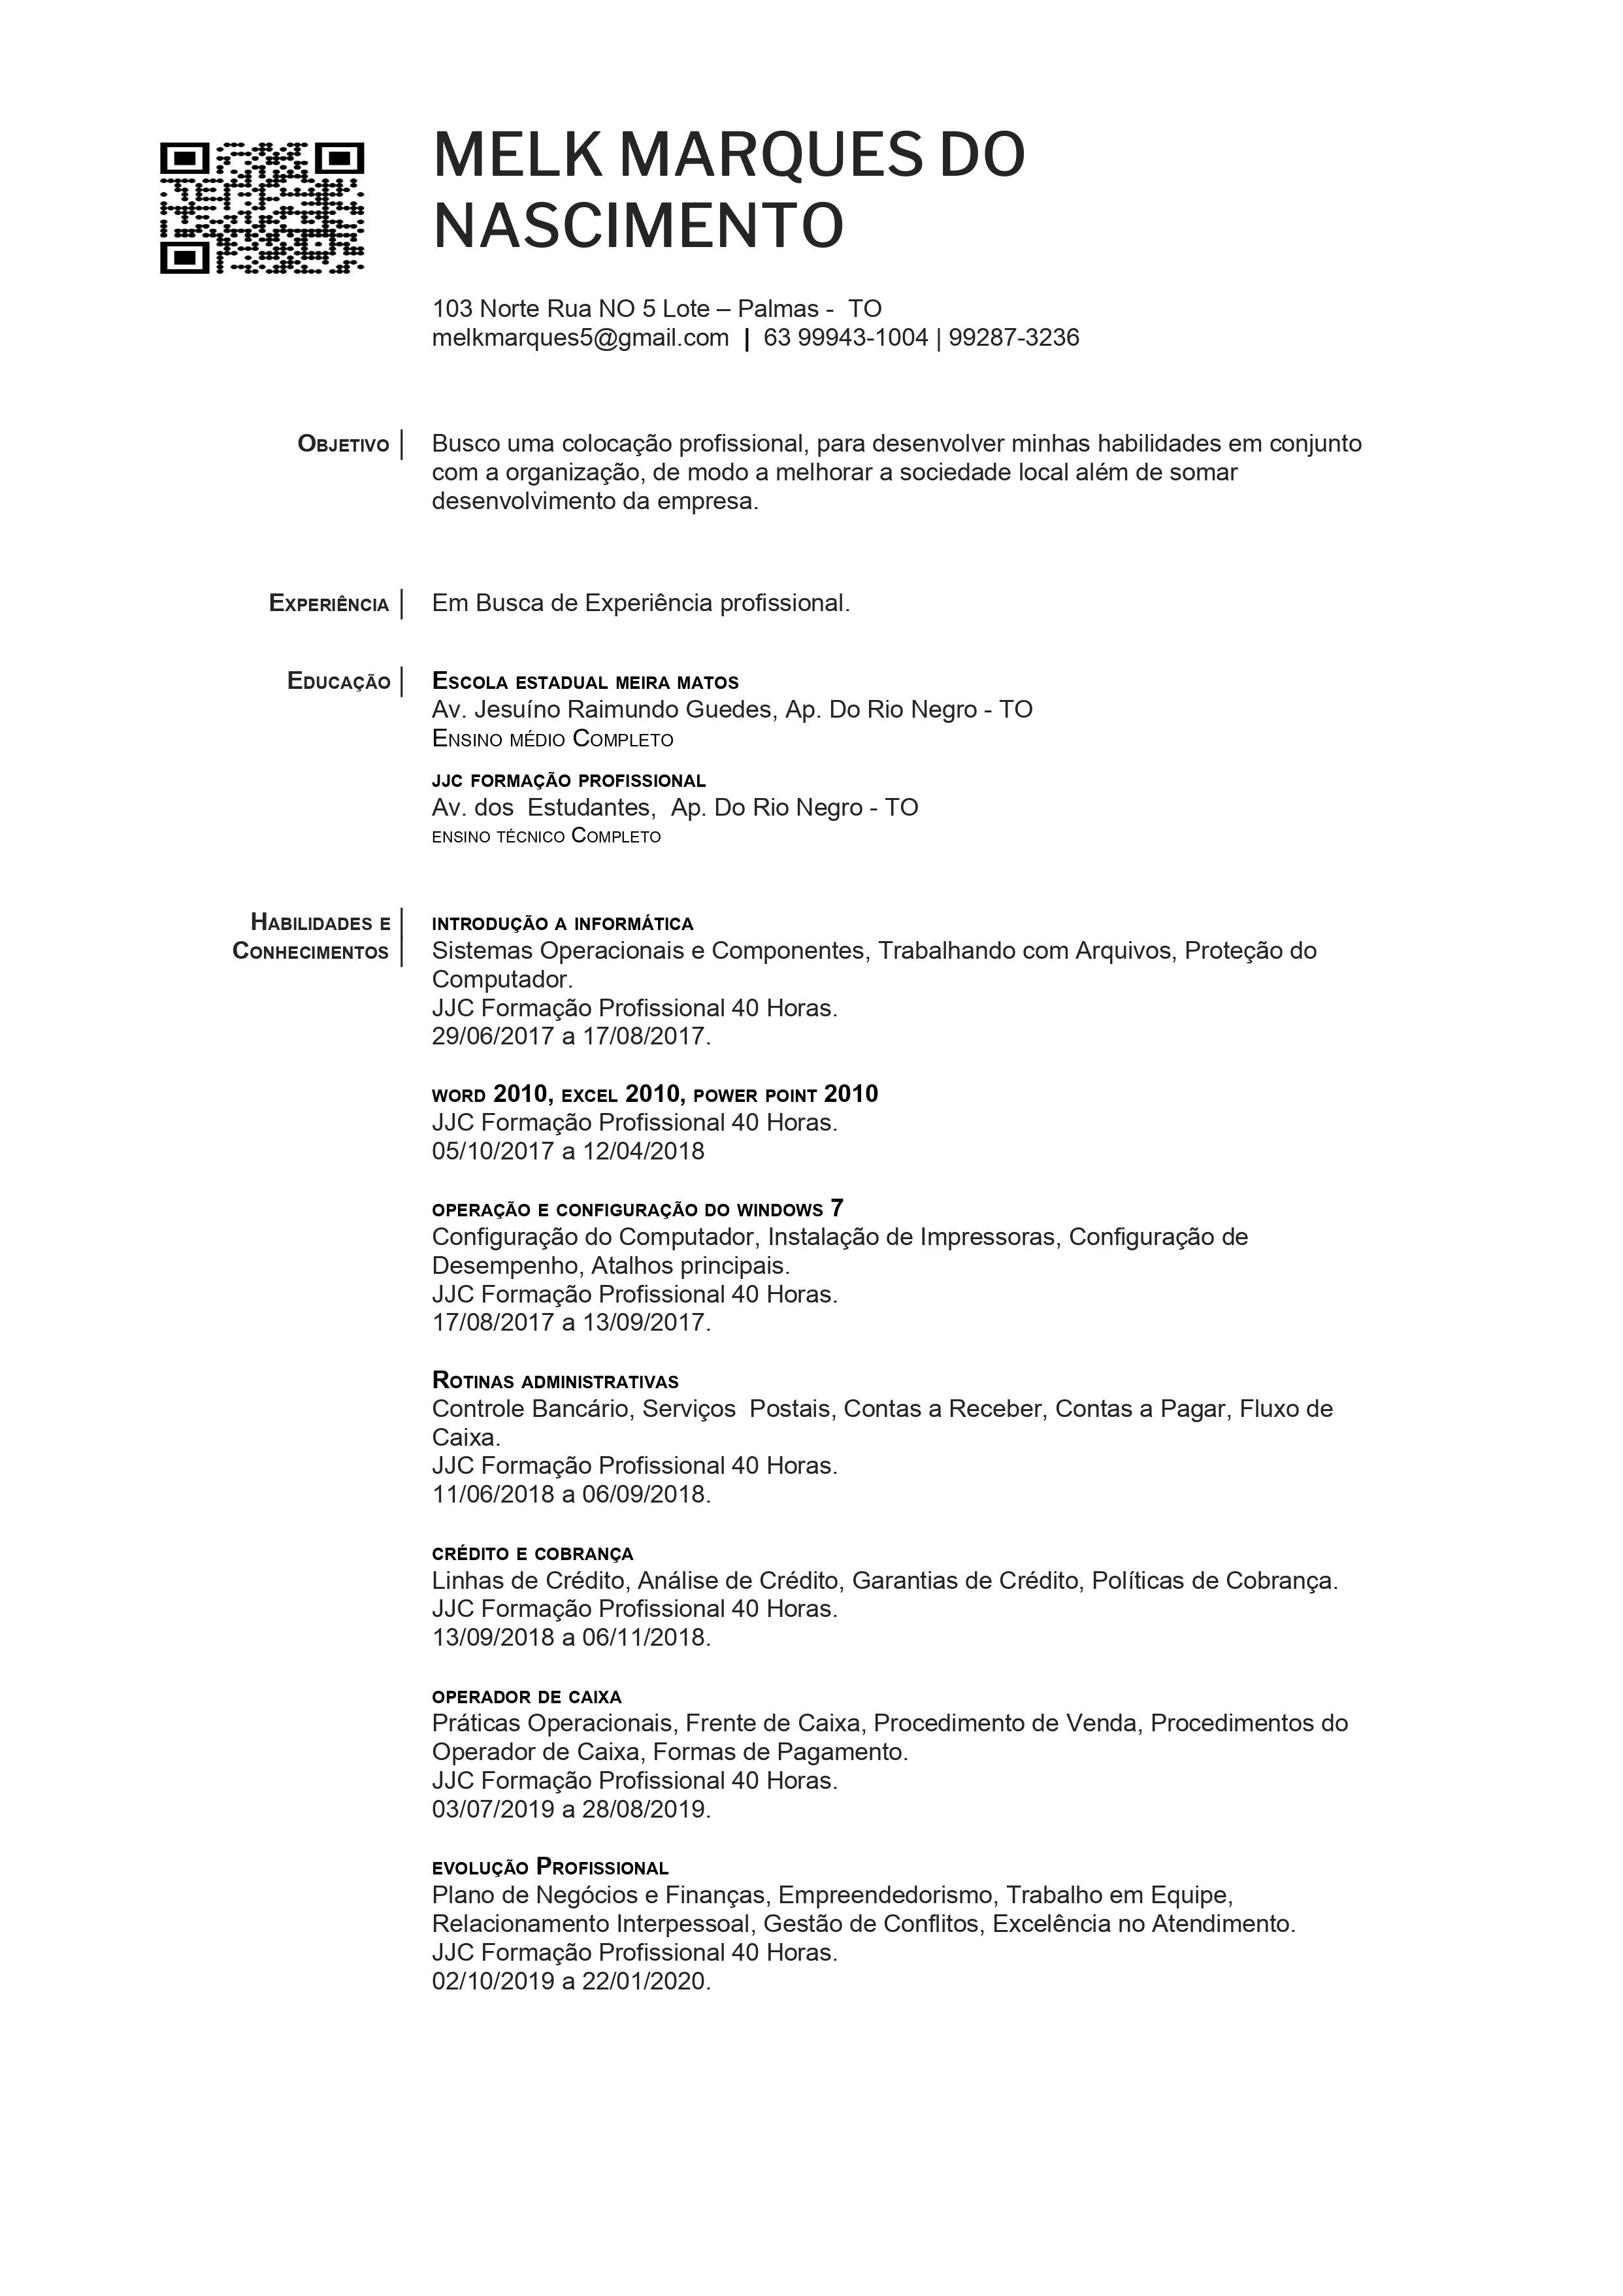 MELK MARQUES DO
NASCIMENTO
103 Norte Rua NO 5 Lote – Palmas -  TO
melkmarques5@gmail.com  |  63 99943-1004 | 99287-3236
Objetivo | Busco uma colocação profissional, para desenvolver minhas habilidades em conjunto
com a organização, de modo a melhorar a sociedade local além de somar
desenvolvimento da empresa.
Experiência | Em Busca de Experiência profissional.
Educação | Escola estadual meira matos
Av. Jesuíno Raimundo Guedes, Ap. Do Rio Negro - TO
Ensino médio Completo
jjc formação profissional
Av. dos  Estudantes,  Ap. Do Rio Negro - TO
ensino técnico Completo
Habilidades e | introdução a informática
Conhecimentos | Sistemas Operacionais e Componentes, Trabalhando com Arquivos, Proteção do
Computador.
JJC Formação Profissional 40 Horas.
29/06/2017 a 17/08/2017.
word 2010, excel 2010, power point 2010
JJC Formação Profissional 40 Horas.
05/10/2017 a 12/04/2018
operação e configuração do windows 7
Configuração do Computador, Instalação de Impressoras, Configuração de
Desempenho, Atalhos principais.
JJC Formação Profissional 40 Horas.
17/08/2017 a 13/09/2017.
Rotinas administrativas
Controle Bancário, Serviços  Postais, Contas a Receber, Contas a Pagar, Fluxo de
Caixa.
JJC Formação Profissional 40 Horas.
11/06/2018 a 06/09/2018.
crédito e cobrança
Linhas de Crédito, Análise de Crédito, Garantias de Crédito, Políticas de Cobrança.
JJC Formação Profissional 40 Horas.
13/09/2018 a 06/11/2018.
operador de caixa
Práticas Operacionais, Frente de Caixa, Procedimento de Venda, Procedimentos do
Operador de Caixa, Formas de Pagamento.
JJC Formação Profissional 40 Horas.
03/07/2019 a 28/08/2019.
evolução Profissional
Plano de Negócios e Finanças, Empreendedorismo, Trabalho em Equipe,
Relacionamento Interpessoal, Gestão de Conflitos, Excelência no Atendimento.
JJC Formação Profissional 40 Horas.
02/10/2019 a 22/01/2020.